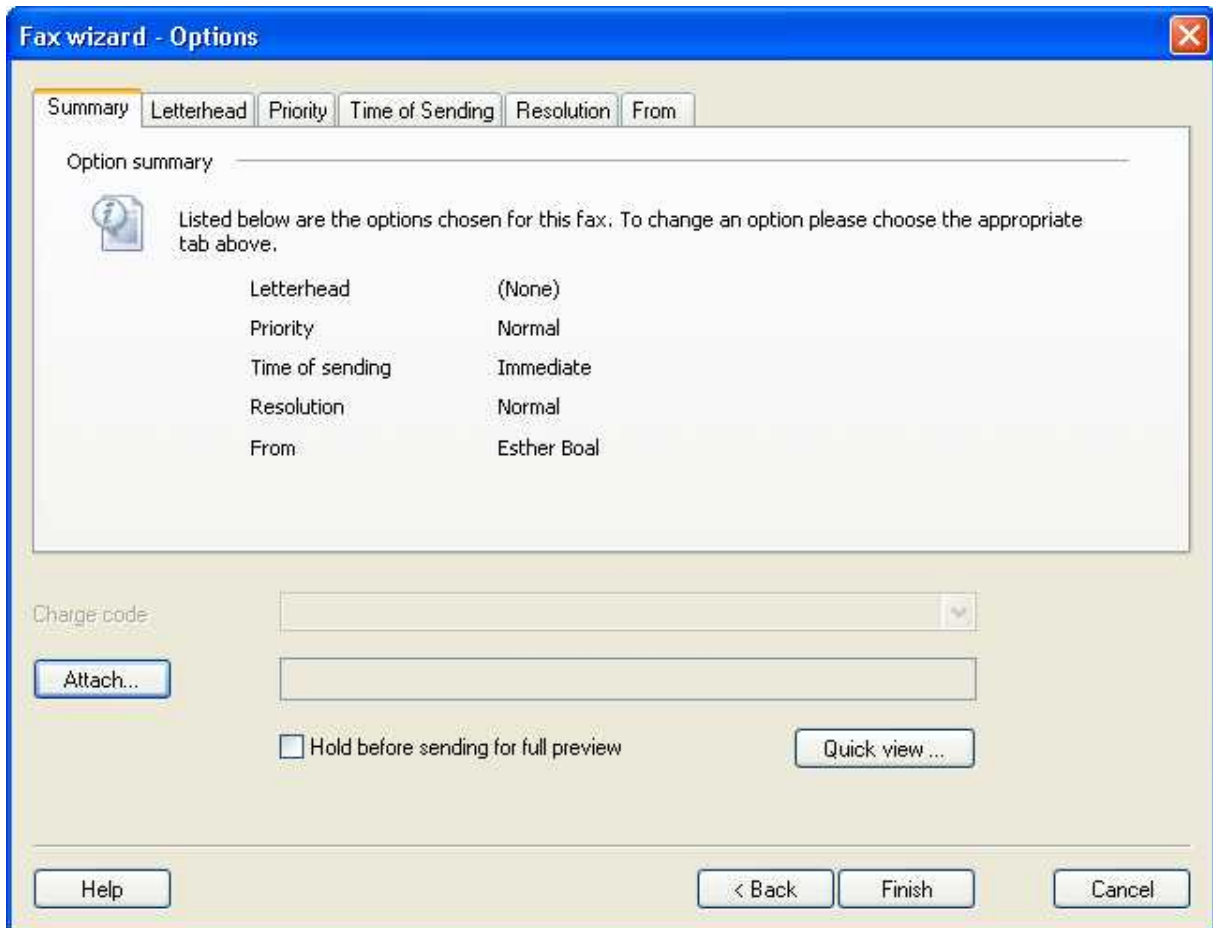 Fax wizard - Options
Summary Letterhead Priority Time of Sending Resolution From
Option summary
Listed below are the options chosen for this fax. To change an option please choose the appropriate
tab above.
Letterhead (None)
Priority Normal
Time of sending Immediate
Resolution Normal
From Esther Boal
Charge code
Attach...
Hold before sending for full preview Quick view ...
Help < Back Finish Cancel